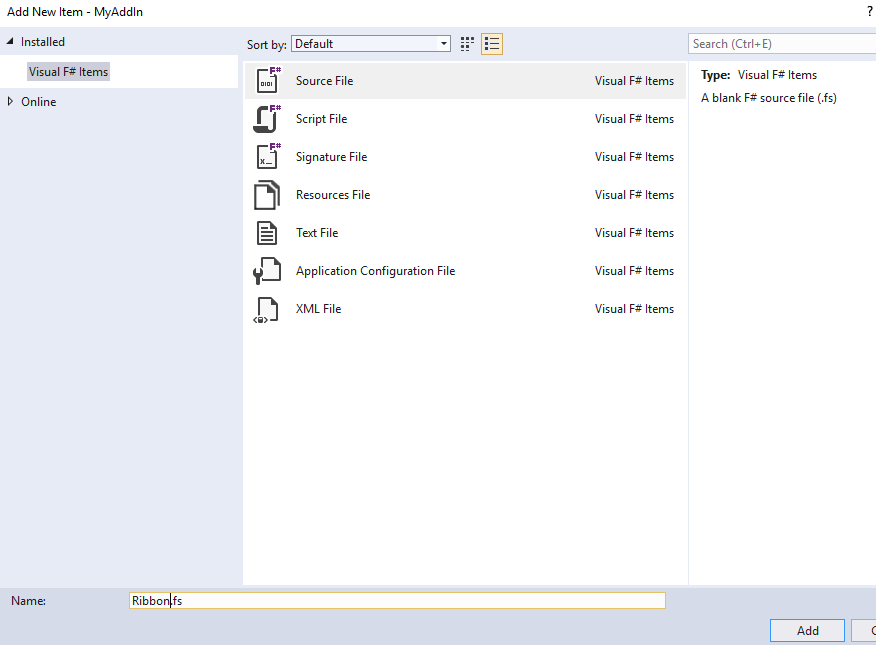 Add New Item - MyAddIn ?
Installed
Visual F# Items
Online
Sort by: Default
Search (Ctrl+E)
F# Source File Visual F# Items
F# Script File Visual F# Items
F# Signature File Visual F# Items
Resources File Visual F# Items
Text File Visual F# Items
Application Configuration File Visual F# Items
XML File Visual F# Items
Type: Visual F# Items
A blank F# source file (.fs)
Name: Ribbon.fs
Add